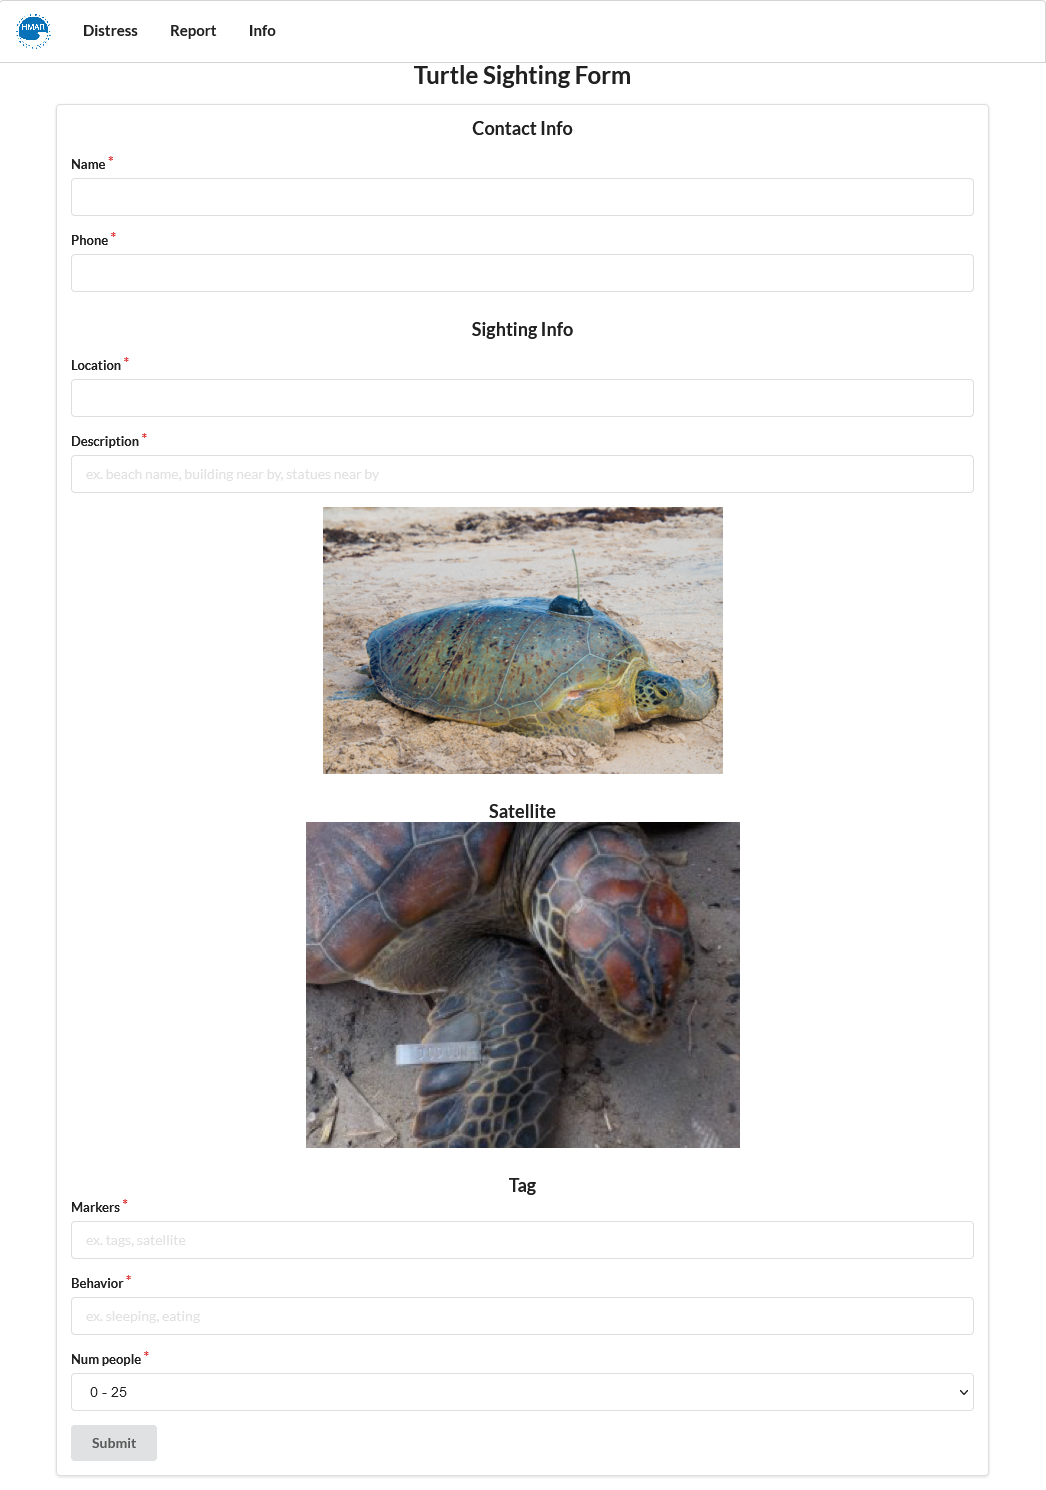 HMAR
Distress
Report
Info
Turtle Sighting Form
Contact Info
Name *
Phone *
Sighting Info
Location *
Description *
ex. beach name, building near by, statues near by
Satellite
Tag
Markers *
ex. tags, satellite
Behavior *
ex. sleeping, eating
Num people *
0 - 25
Submit